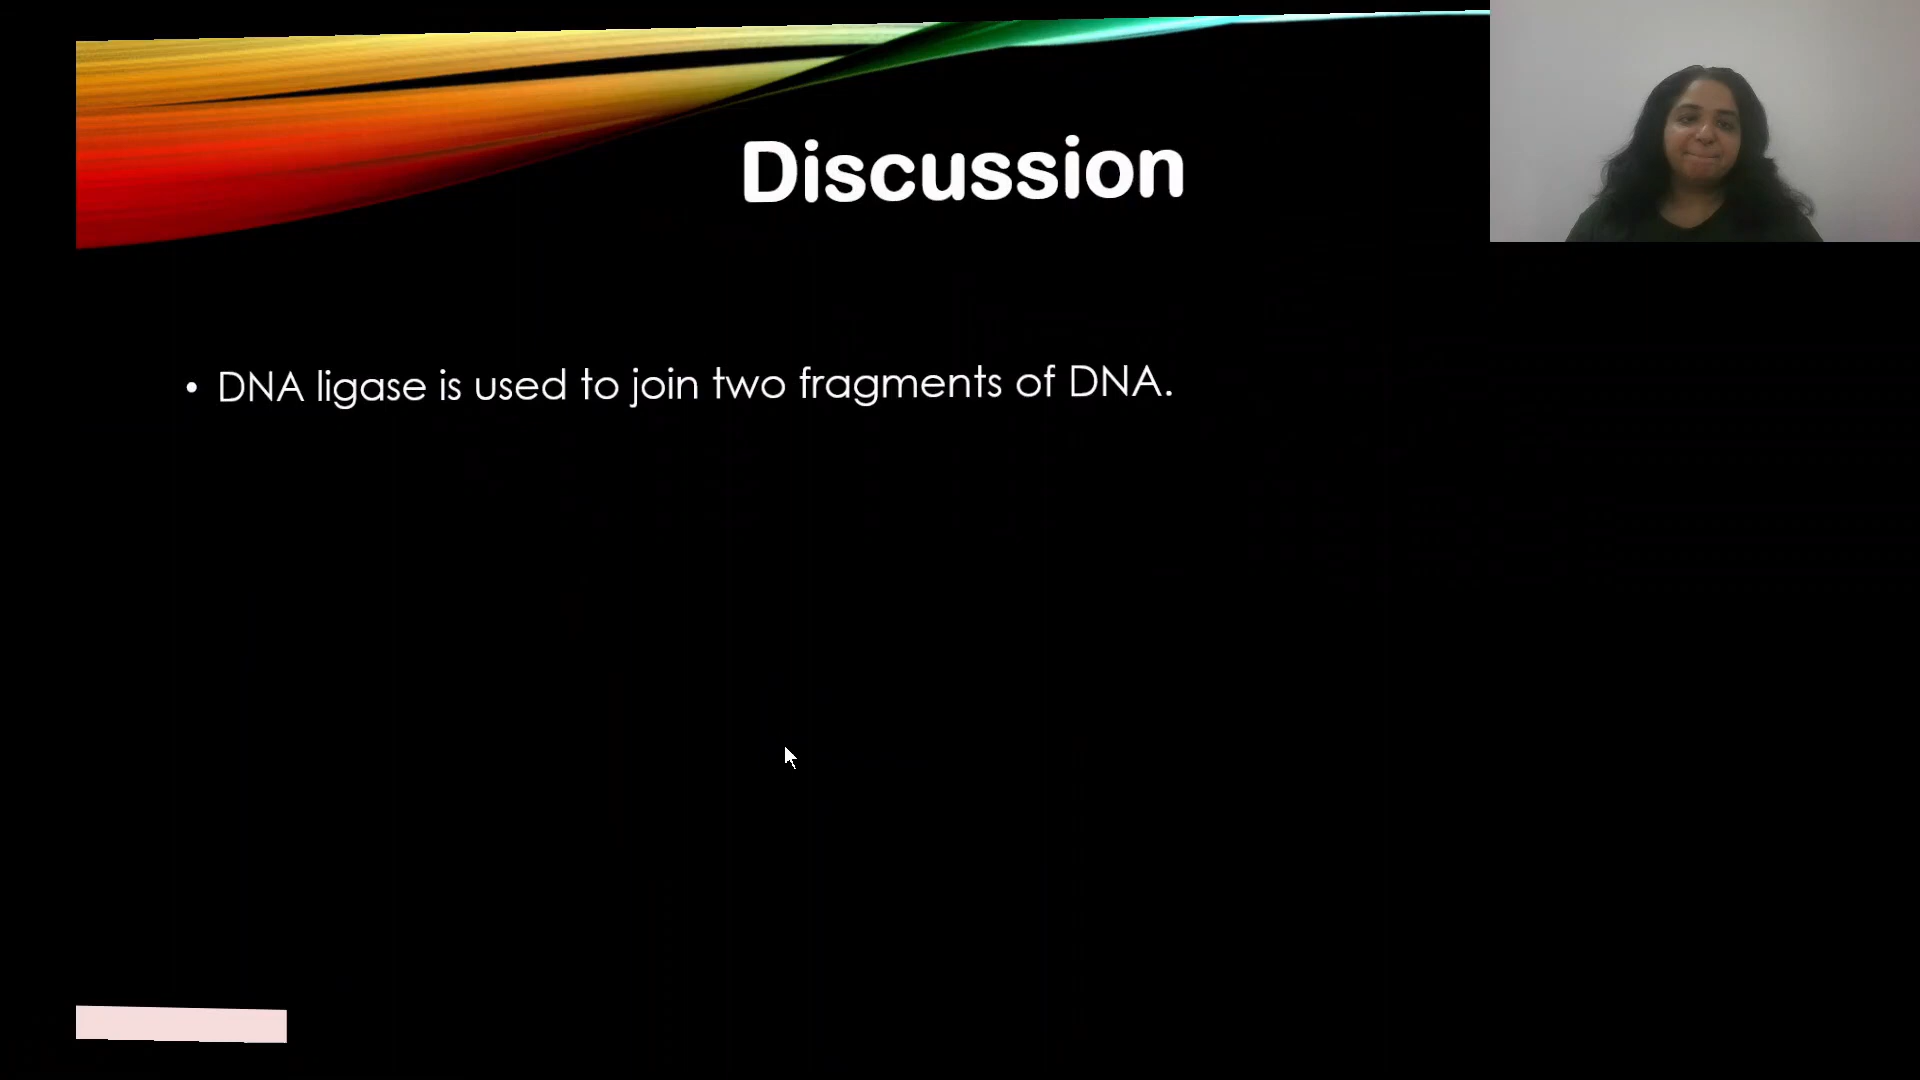 Discussion
• DNA ligase is used to join two fragments of DNA.